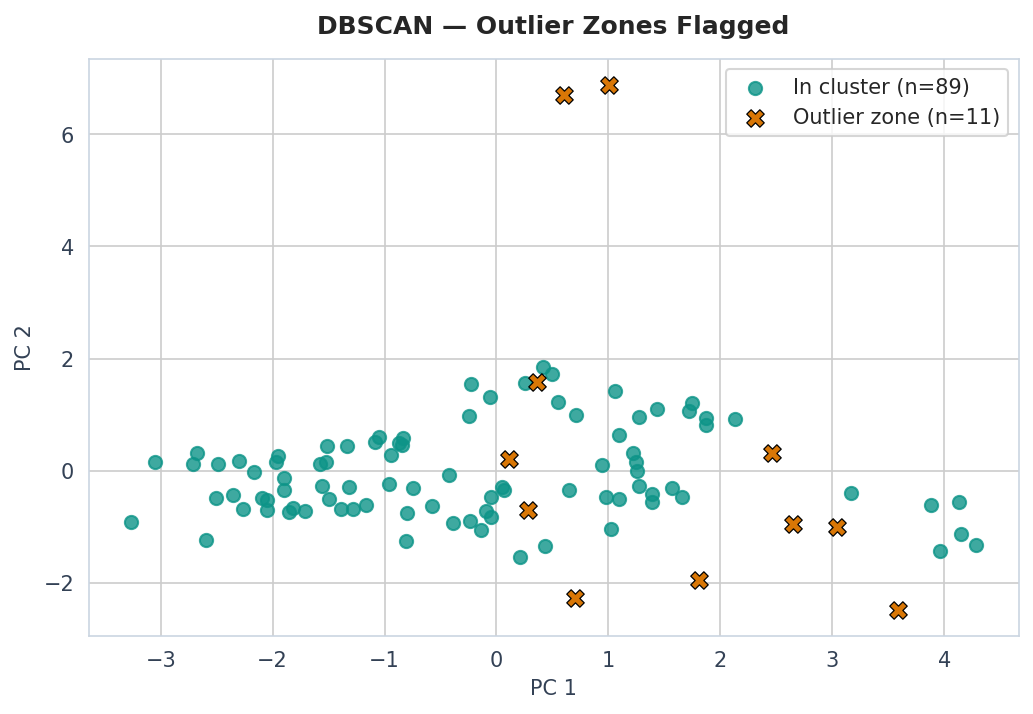 DBSCAN — Outlier Zones Flagged
In cluster (n=89)
Outlier zone (n=11)
6
4
2
0
−2
PC 2
−3
−2
−1
0
1
2
3
4
PC 1